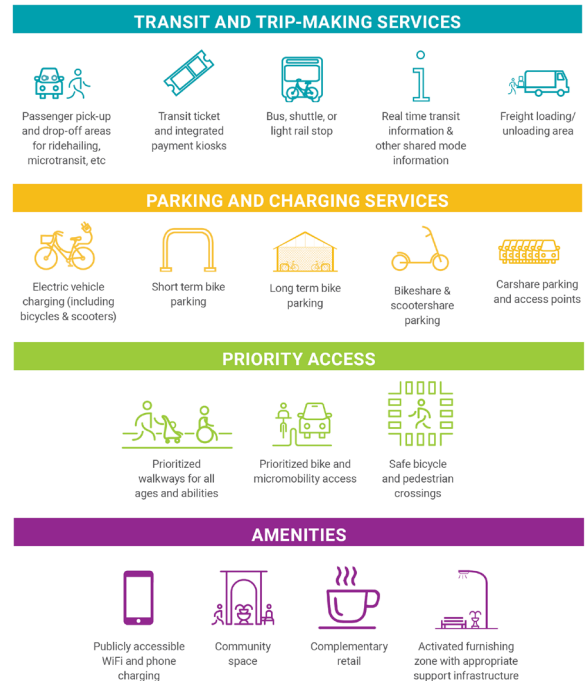 TRANSIT AND TRIP-MAKING SERVICES
Passenger pick-up
and drop-off areas
for ridehailing,
microtransit, etc
Transit ticket
and integrated
payment kiosks
Bus, shuttle, or
light rail stop
Real time transit
information &
other shared mode
information
Freight loading/
unloading area
PARKING AND CHARGING SERVICES
Electric vehicle
charging (including
bicycles & scooters)
Short term bike
parking
Long term bike
parking
Bikeshare &
scootershare
parking
Carshare parking
and access points
PRIORITY ACCESS
Prioritized
walkways for all
ages and abilities
Prioritized bike and
micromobility access
Safe bicycle
and pedestrian
crossings
AMENITIES
Publicly accessible
WiFi and phone
charging
Community
space
Complementary
retail
Activated furnishing
zone with appropriate
support infrastructure